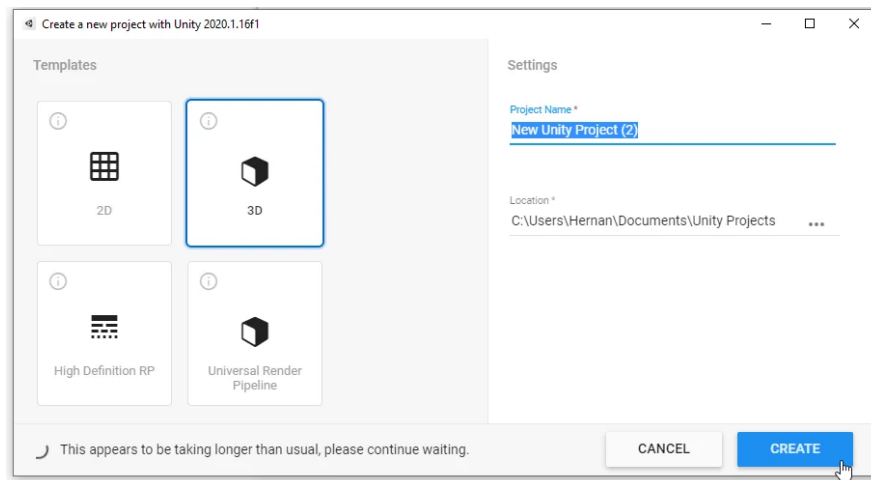 Create a new project with Unity 2020.1.16f1
Templates
Settings
2D
3D
High Definition RP
Universal Render
Pipeline
Project Name *
New Unity Project (2)
Location *
C:\Users\Hernan\Documents\Unity Projects
This appears to be taking longer than usual, please continue waiting.
CANCEL
CREATE